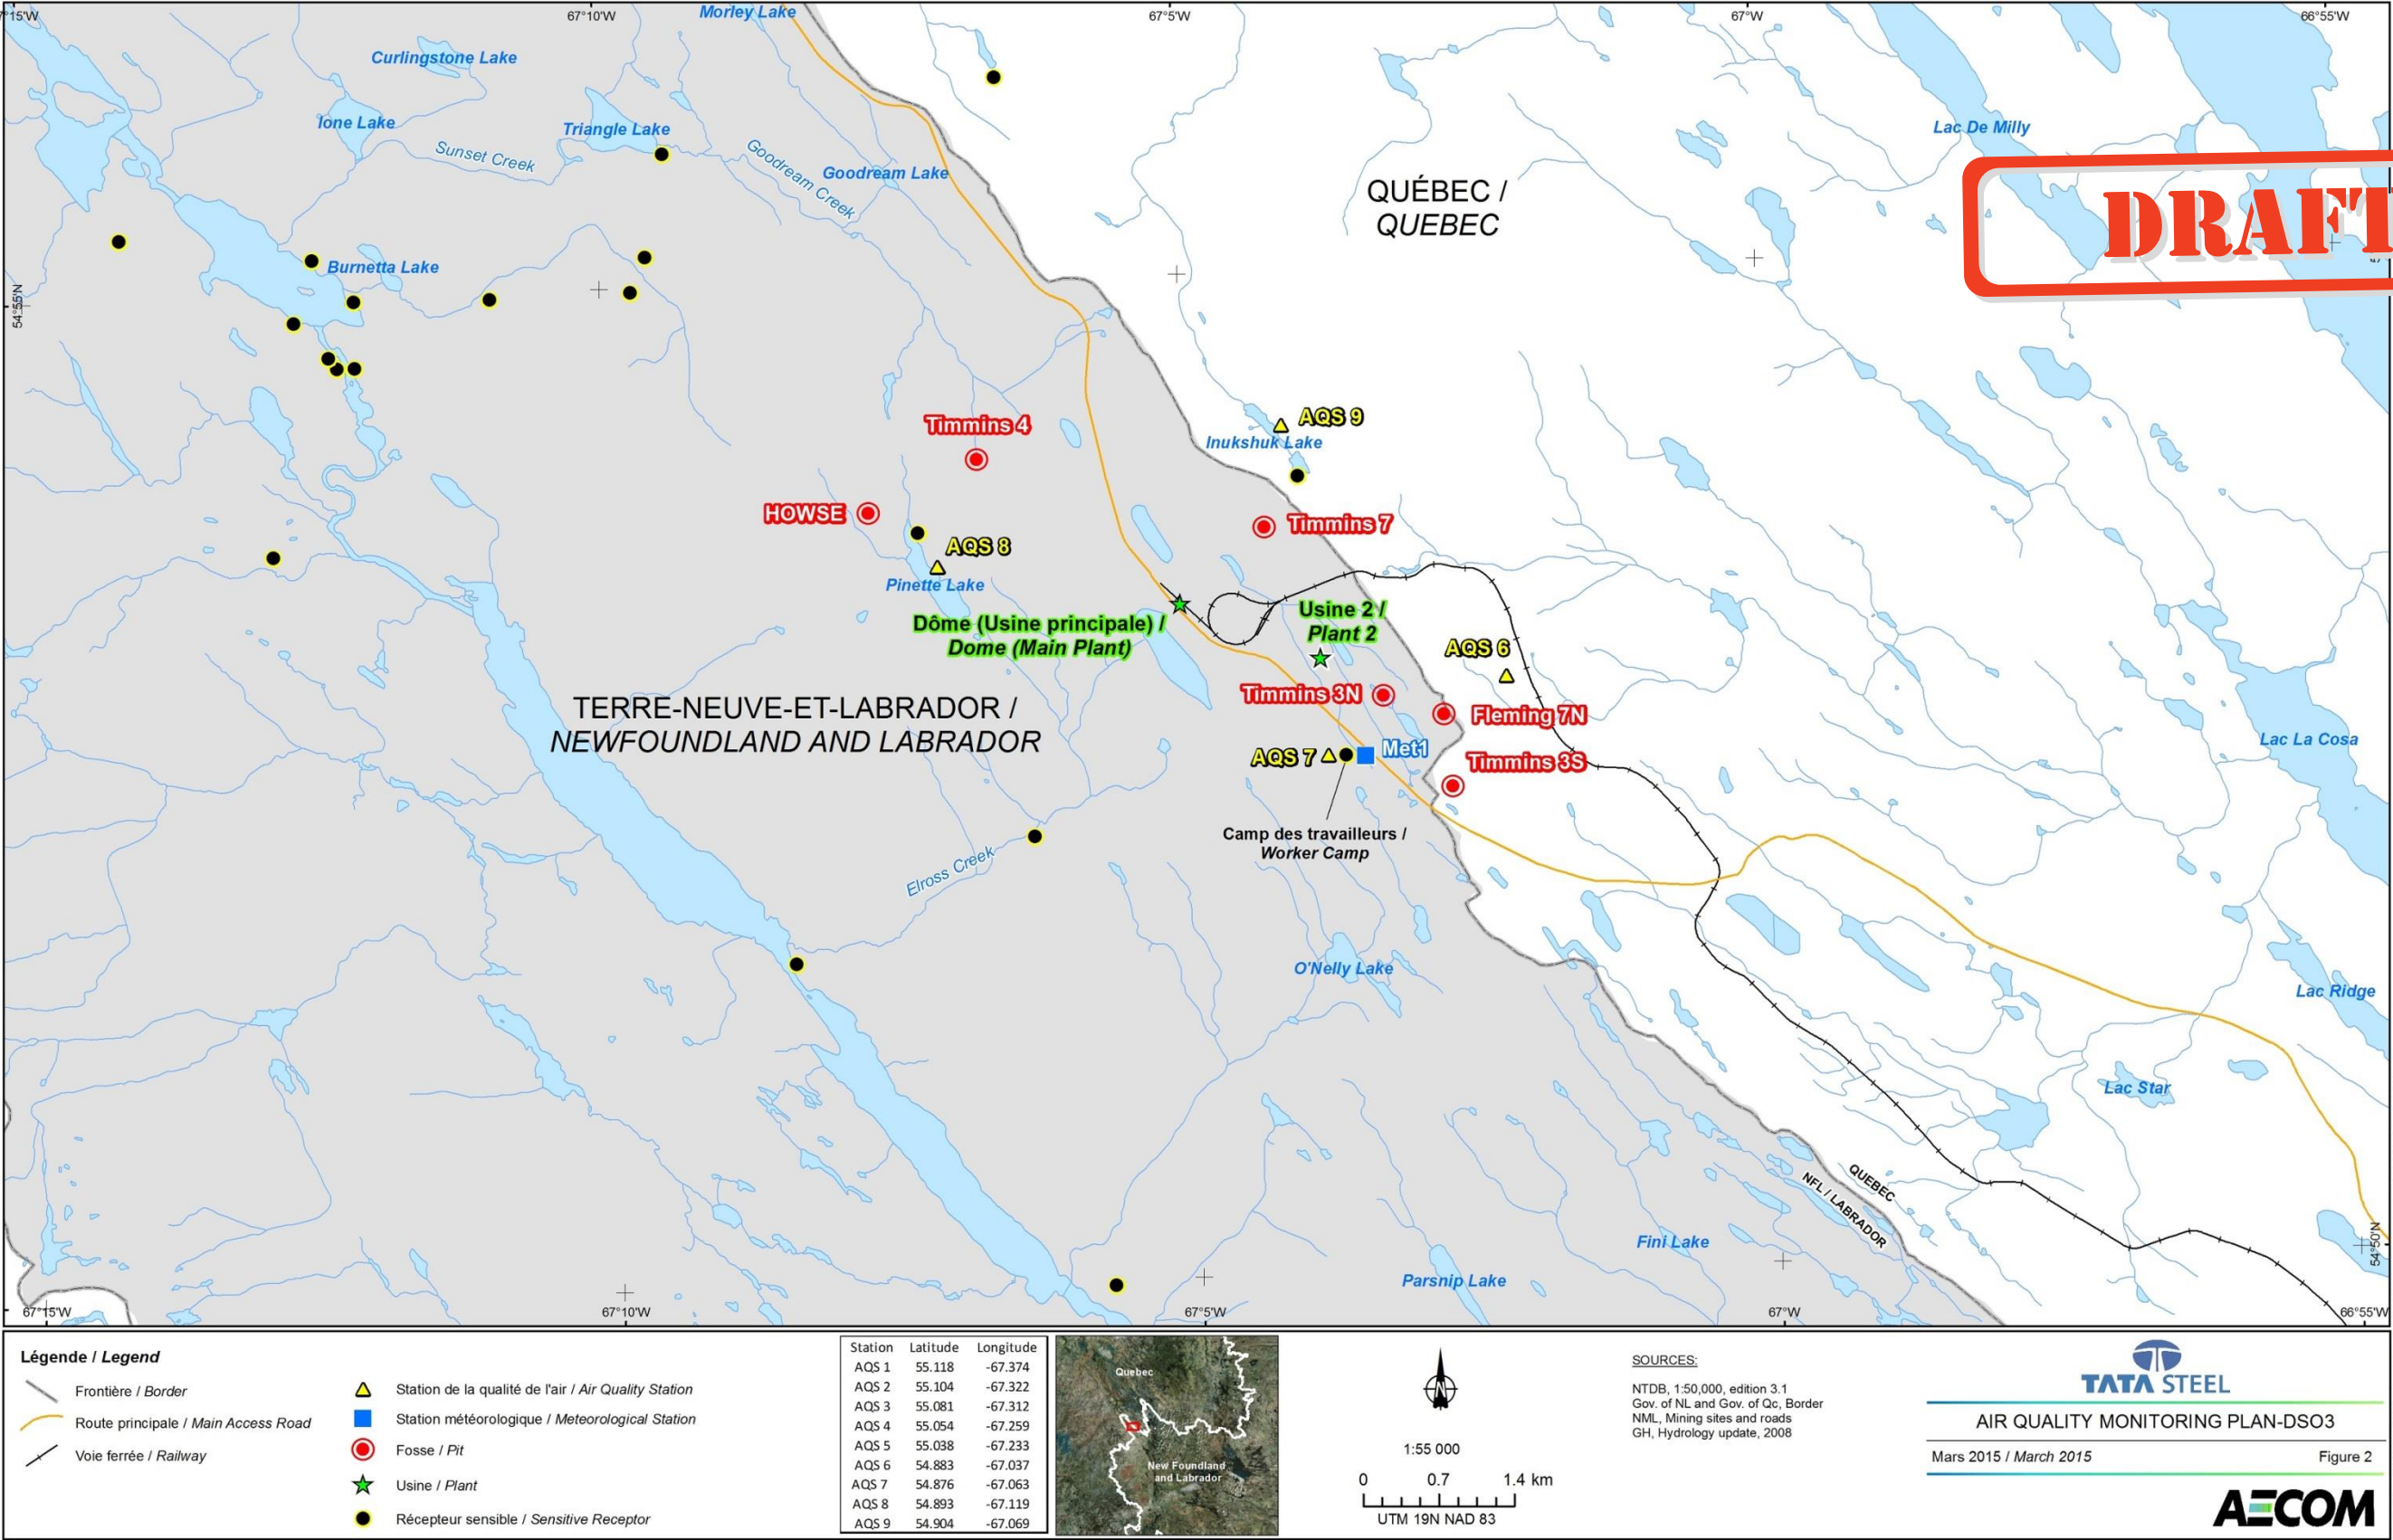 67°15'W
67°10'W
67°5'W
67°W
66°55'W
Morley Lake
Curlingstone Lake
Ione Lake
Triangle Lake
Sunset Creek
Goodream Creek
Goodream Lake
Lac De Milly
QUÉBEC /
QUEBEC
DRAFT
Burnetta Lake
54°55'N
Timmins 4
AQS 9
Inukshuk Lake
HOWSE
Timmins 7
AQS 8
Pinette Lake
Dôme (Usine principale) /
Dome (Main Plant)
Usine 2 /
Plant 2
AQS 6
Timmins 3N
Fleming 7N
TERRE-NEUVE-ET-LABRADOR /
NEWFOUNDLAND AND LABRADOR
AQS 7
Met1
Timmins 3S
Lac La Cosa
Camp des travailleurs /
Worker Camp
Elross Creek
O'Nelly Lake
Lac Ridge
Lac Star
QUEBEC
NFL / LABRADOR
Fini Lake
Parsnip Lake
54°50'N
67°15'W
67°10'W
67°5'W
67°W
66°55'W
Légende / Legend
Frontière / Border
Route principale / Main Access Road
Voie ferrée / Railway
Station de la qualité de l'air / Air Quality Station
Station météorologique / Meteorological Station
Fosse / Pit
Usine / Plant
Récepteur sensible / Sensitive Receptor
Station Latitude Longitude
AQS 1 55.118 -67.374
AQS 2 55.104 -67.322
AQS 3 55.081 -67.312
AQS 4 55.054 -67.259
AQS 5 55.038 -67.233
AQS 6 54.883 -67.037
AQS 7 54.876 -67.063
AQS 8 54.893 -67.119
AQS 9 54.904 -67.069
Quebec
New Foundland
and Labrador
N
1:55 000
0 0.7 1.4 km
UTM 19N NAD 83
SOURCES:
NTDB, 1:50,000, edition 3.1
Gov. of NL and Gov. of Qc, Border
NML, Mining sites and roads
GH, Hydrology update, 2008
TATA STEEL
AIR QUALITY MONITORING PLAN-DSO3
Mars 2015 / March 2015
Figure 2
AECOM